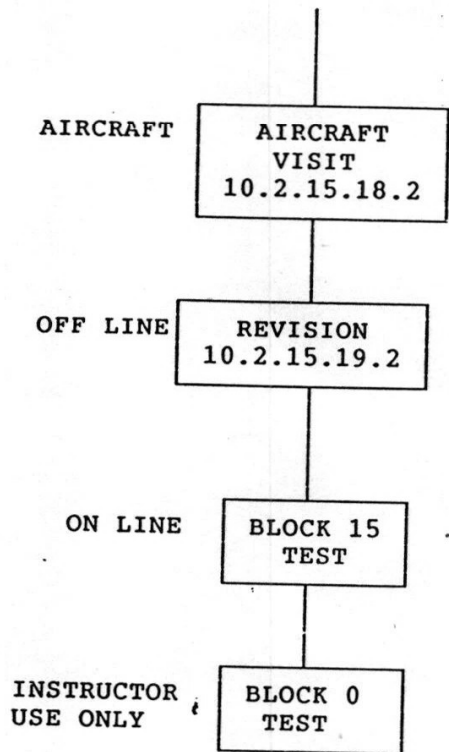 AIRCRAFT
AIRCRAFT
VISIT
10.2.15.18.2
OFF LINE
REVISION
10.2.15.19.2
ON LINE
BLOCK 15
TEST
INSTRUCTOR
USE ONLY
BLOCK 0
TEST